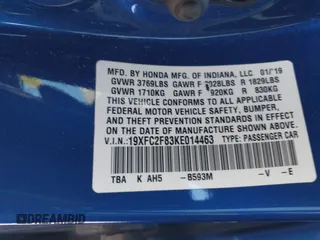 MFD. BY HONDA MFG. OF INDIANA, LLC. 01/'19
GVWR 3769LBS GAWR F 2028LBS R 1829LBS
GVWR 1710KG GAWR F 920KG R 830KG
THIS VEHICLE CONFORMS TO ALL APPLICABLE
FEDERAL MOTOR VEHICLE SAFETY, BUMPER,
AND THEFT PREVENTION STANDARDS IN EFFECT ON
THE DATE OF MANUFACTURE SHOWN ABOVE.
V.I.N.: 19XFC2F83KE014463 TYPE: PASSENGER CAR
TBA K AH5 -B593M -V -E
© DREAMBID